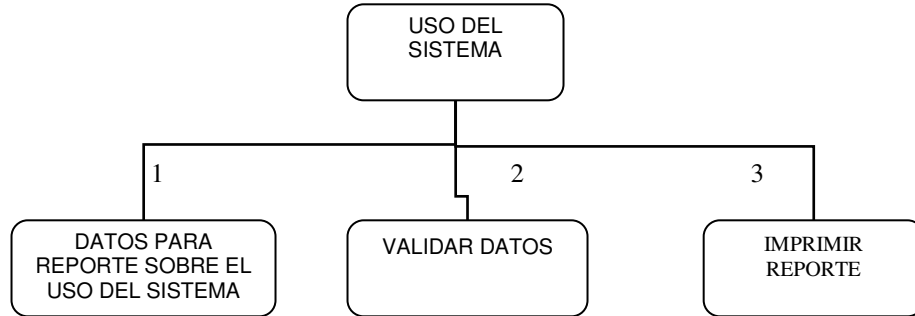 USO DEL
SISTEMA
1
2
3
DATOS PARA
REPORTE SOBRE EL
USO DEL SISTEMA
VALIDAR DATOS
IMPRIMIR
REPORTE